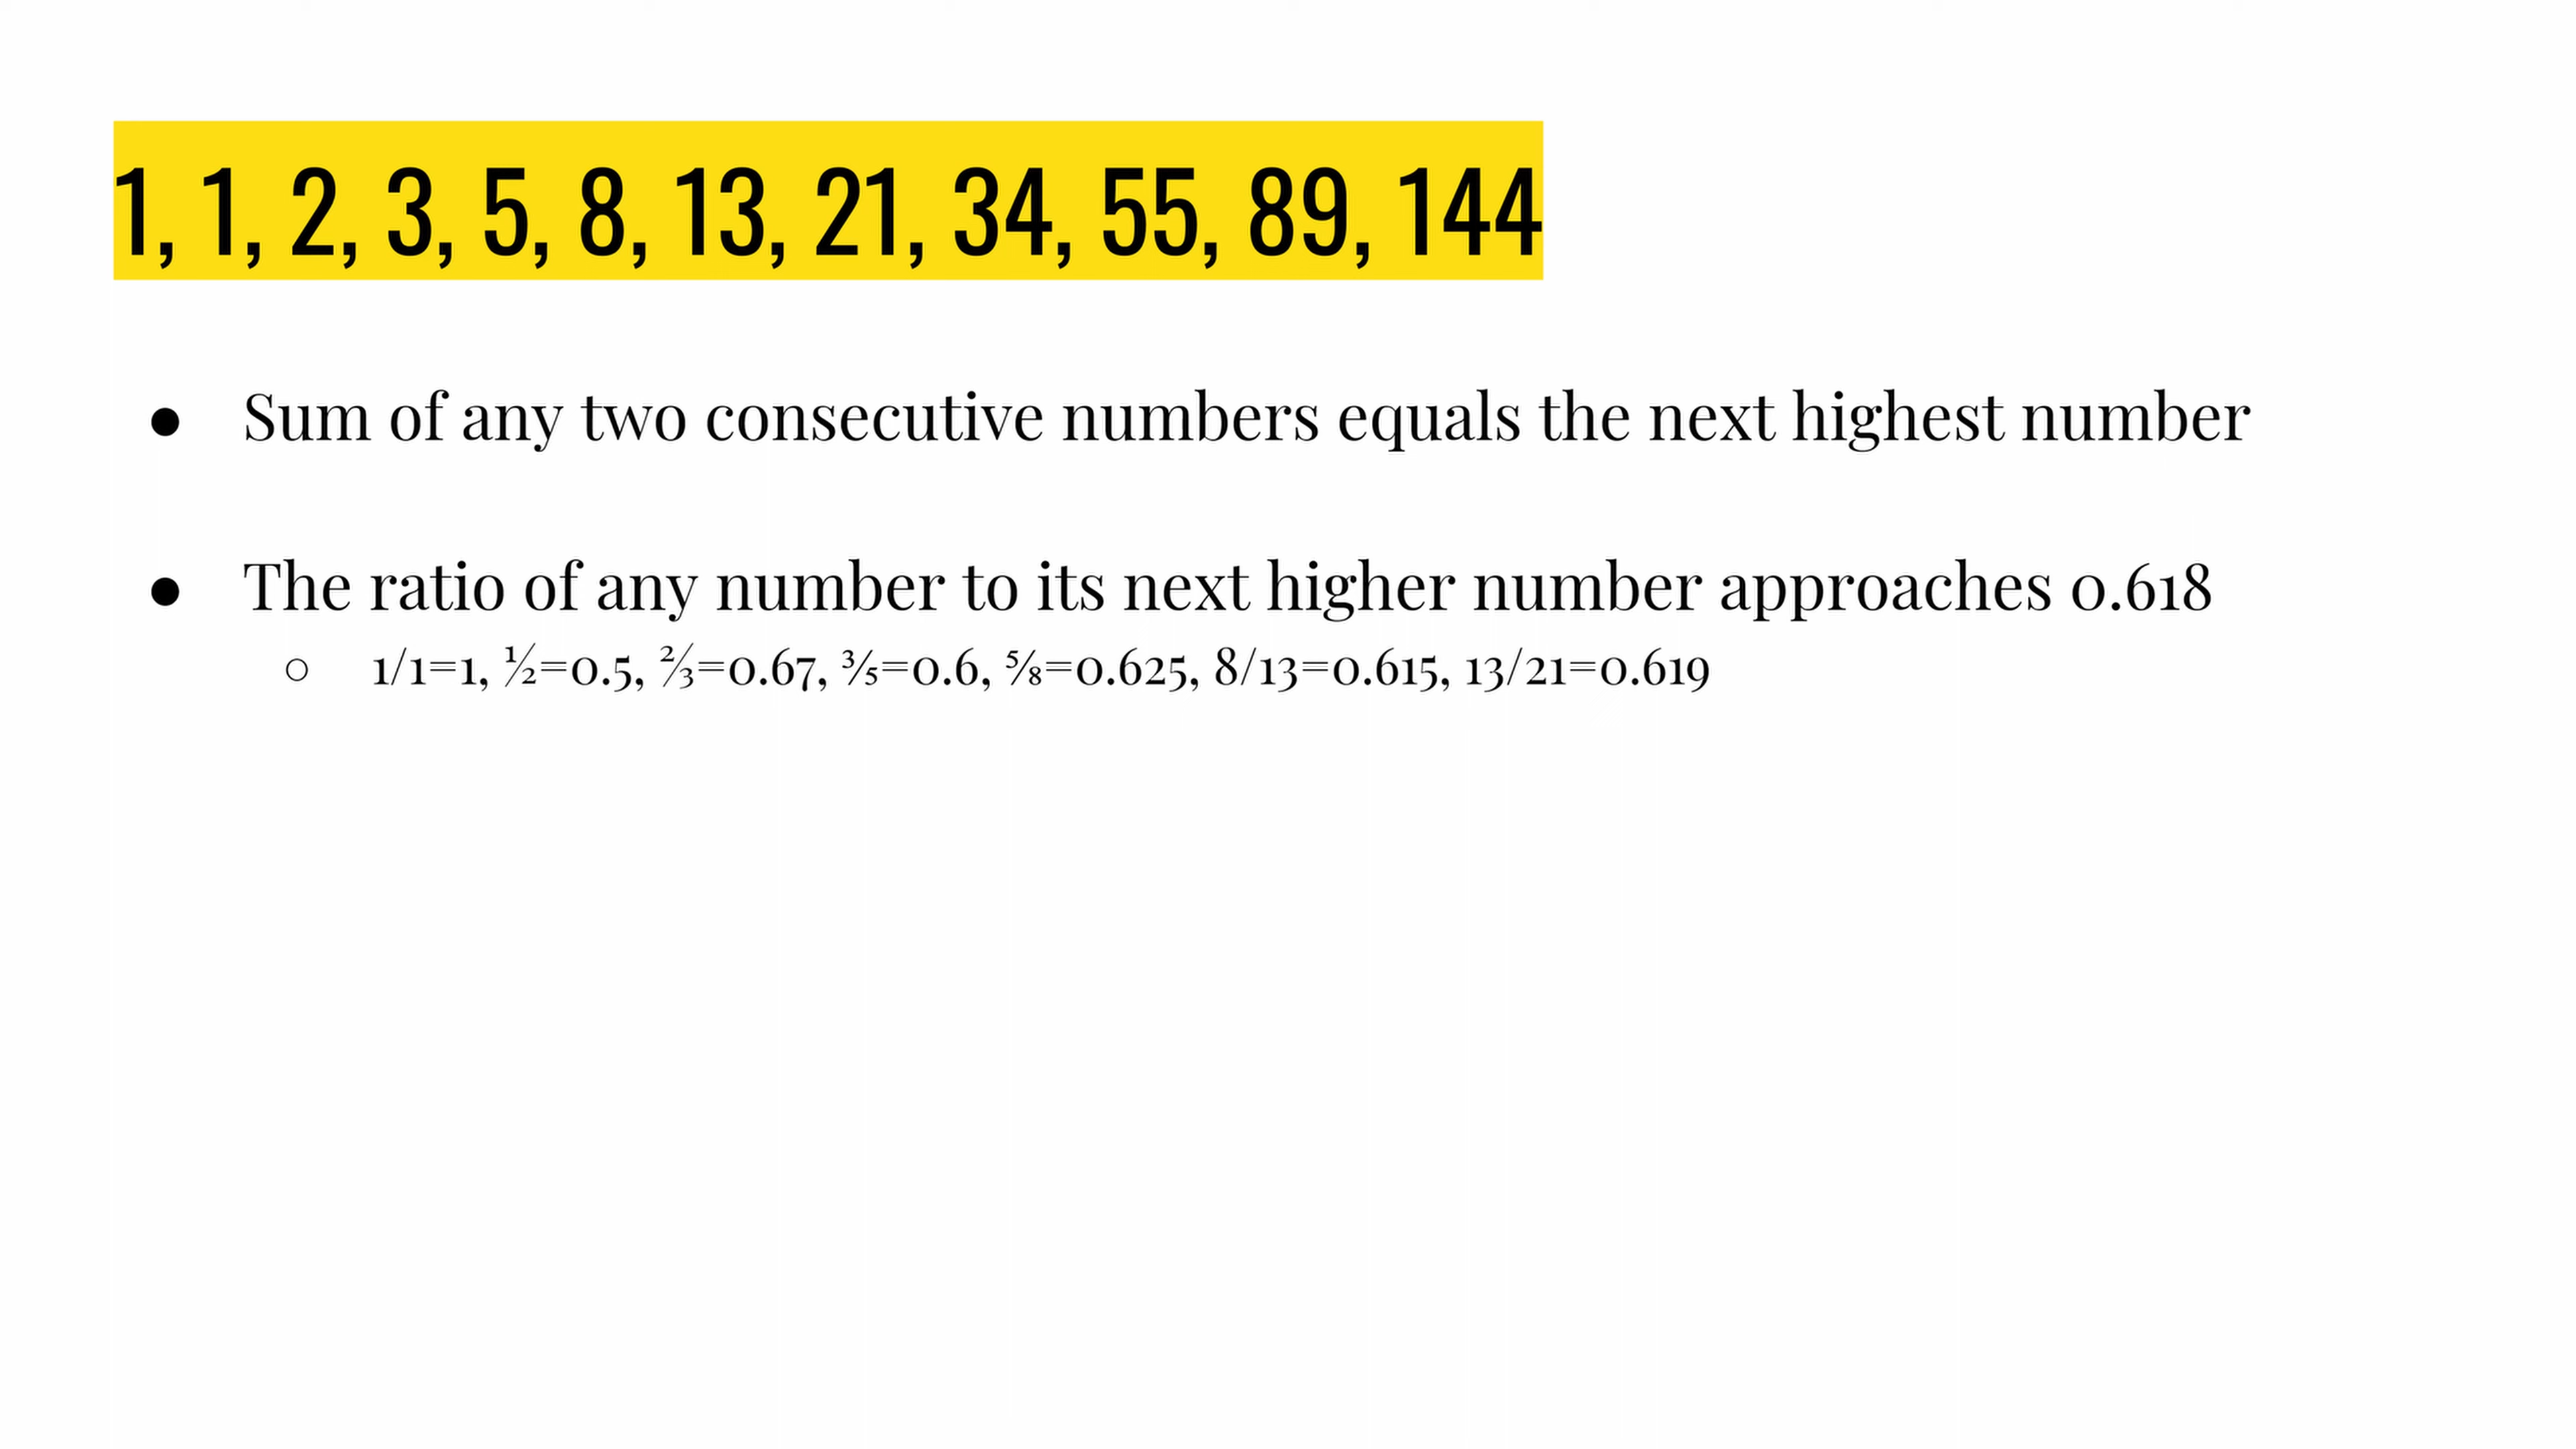 1, 1, 2, 3, 5, 8, 13, 21, 34, 55, 89, 144
● Sum of any two consecutive numbers equals the next highest number
● The ratio of any number to its next higher number approaches 0.618
○ 1/1=1, ½=0.5, ⅔=0.67, ⅗=0.6, ⅝=0.625, 8/13=0.615, 13/21=0.619